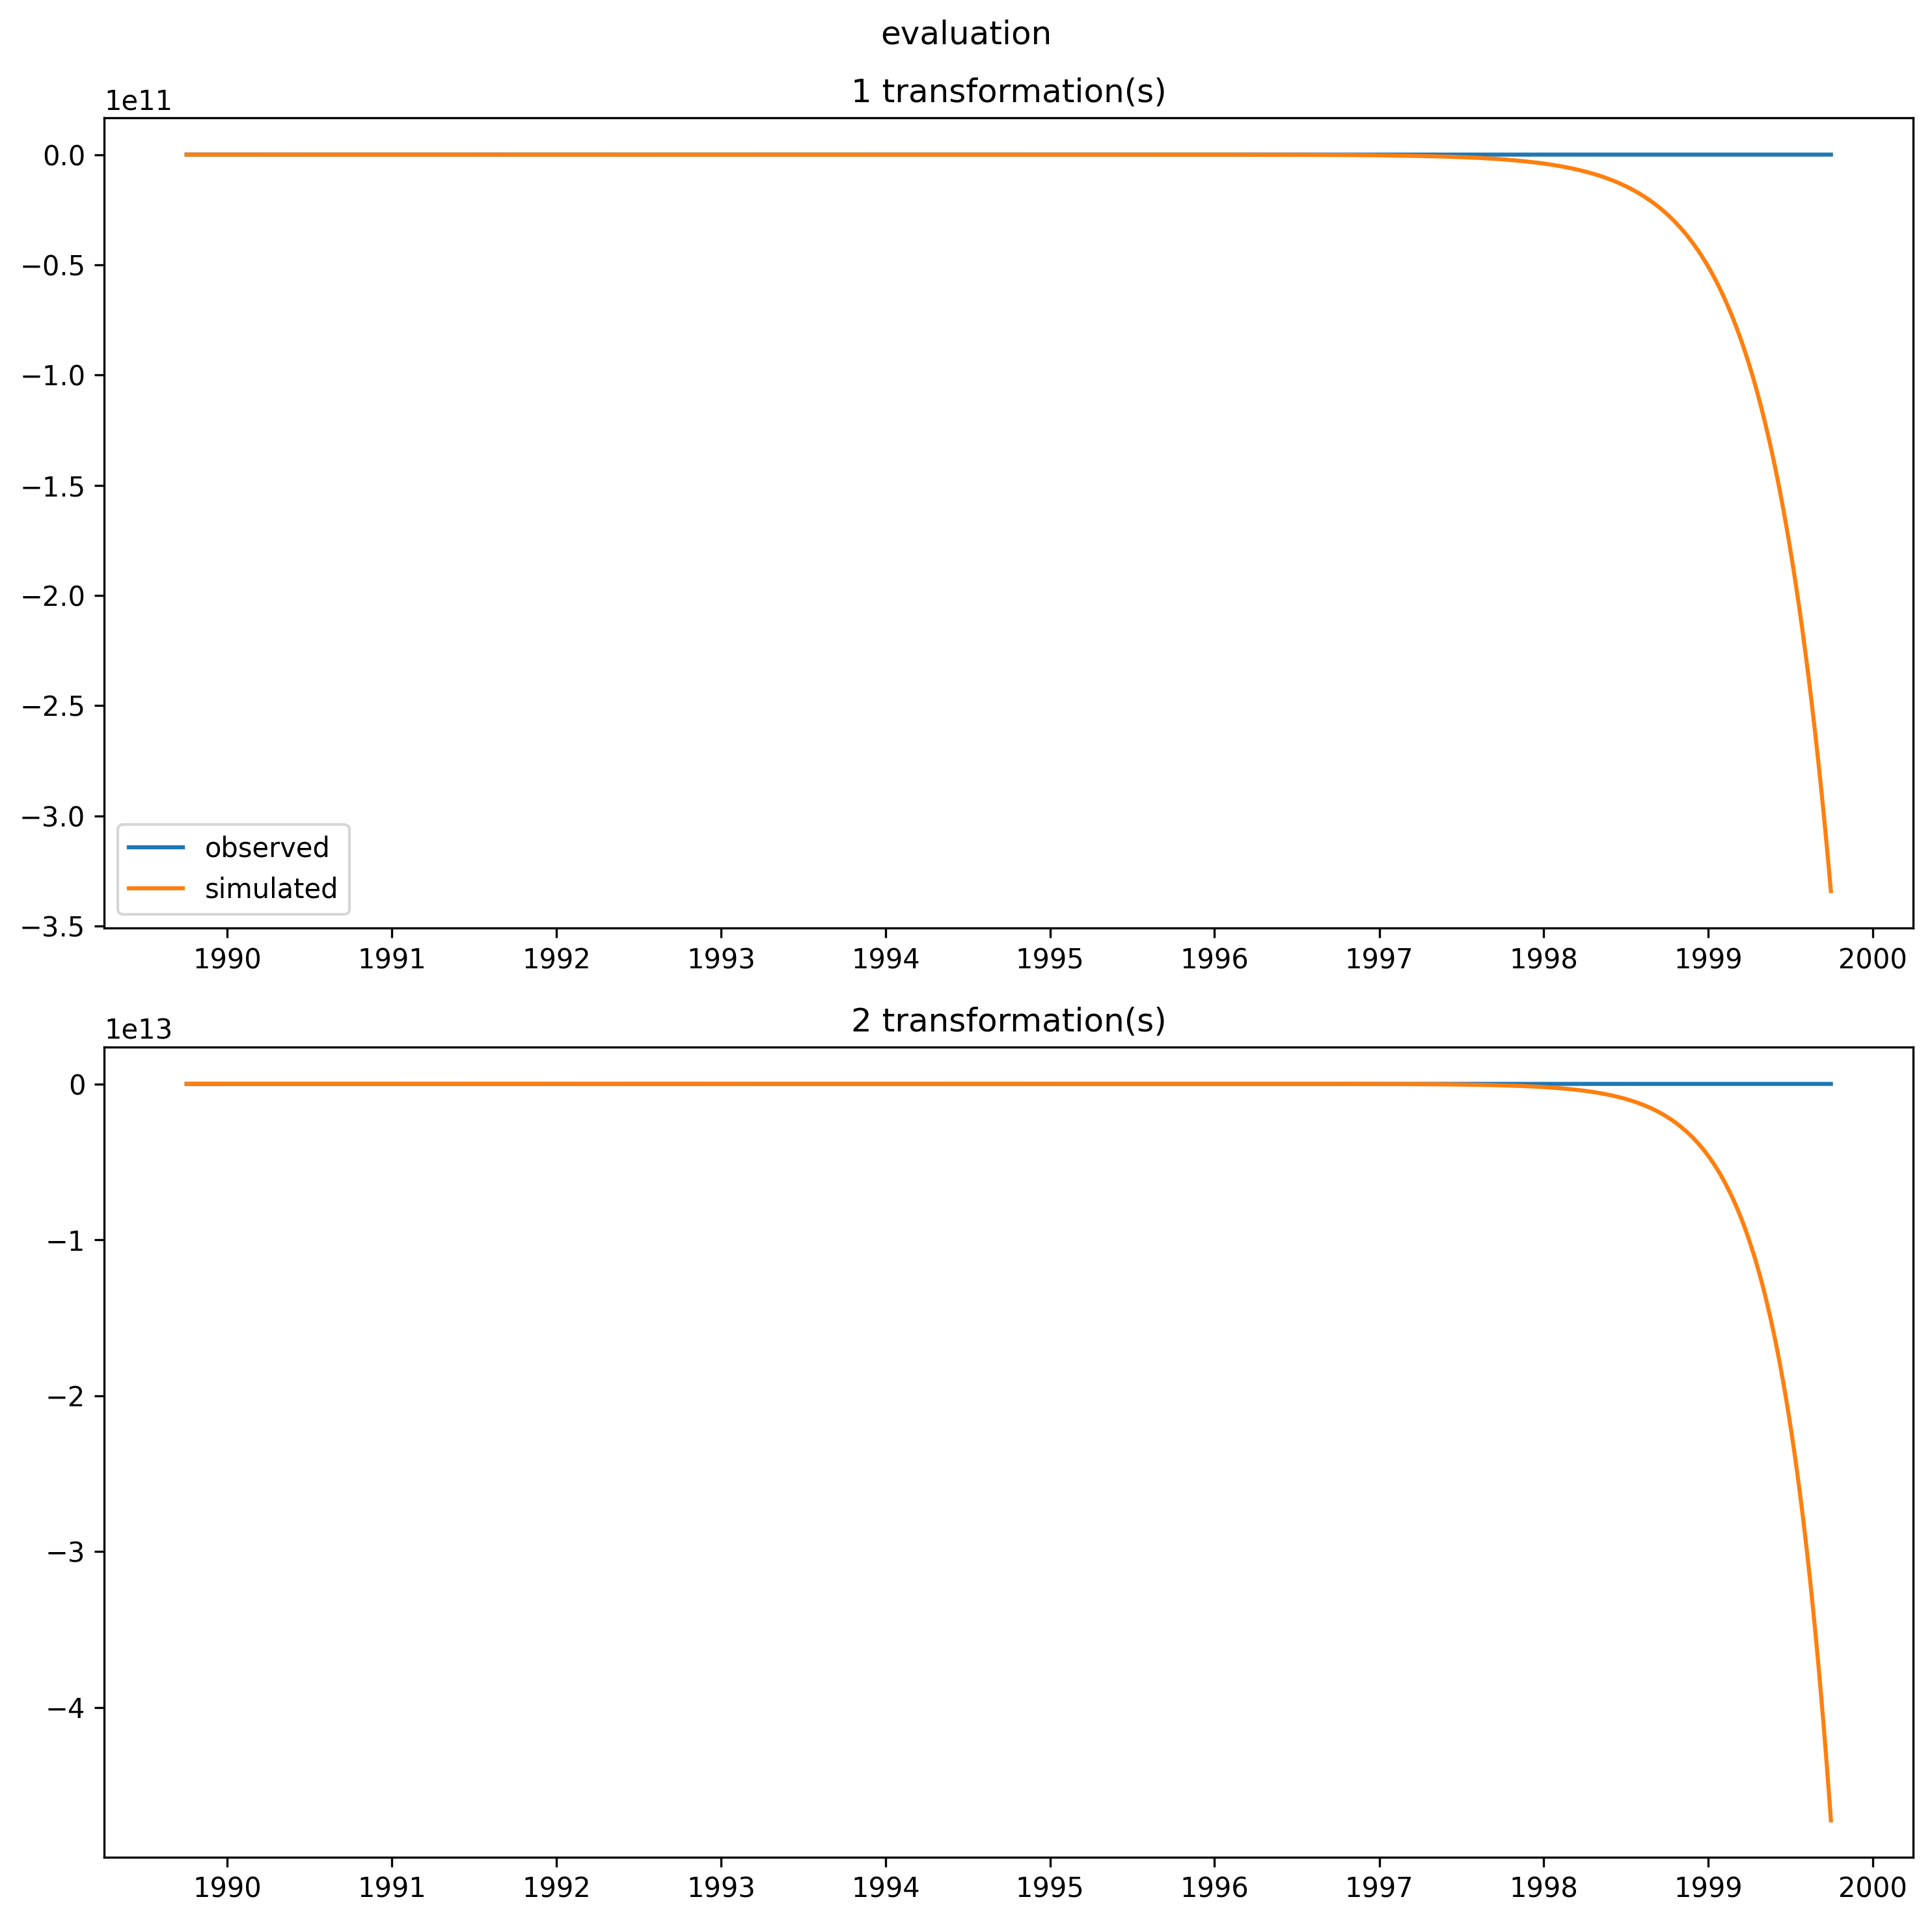 evaluation
1 transformation(s)
1e11
0.0
−0.5
−1.0
−1.5
−2.0
−2.5
−3.0
−3.5
observed
simulated
1990 1991 1992 1993 1994 1995 1996 1997 1998 1999 2000
2 transformation(s)
1e13
0
−1
−2
−3
−4
1990 1991 1992 1993 1994 1995 1996 1997 1998 1999 2000